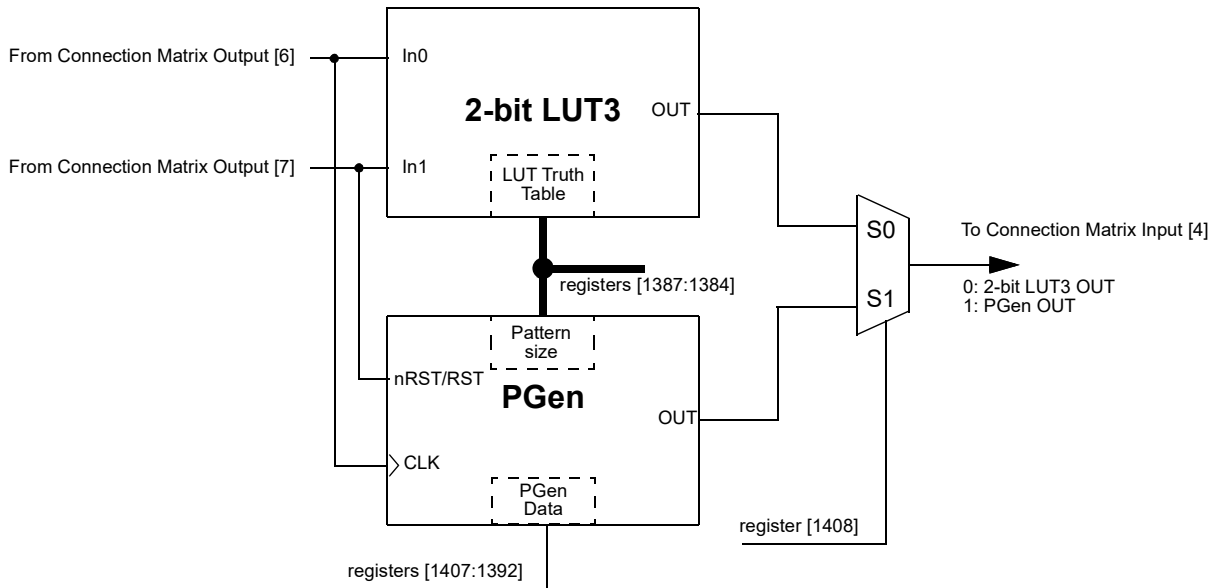 From Connection Matrix Output [6]
In0
2-bit LUT3
OUT
From Connection Matrix Output [7]
In1
LUT Truth
Table
S0
To Connection Matrix Input [4]
registers [1387:1384]
0: 2-bit LUT3 OUT
1: PGen OUT
S1
Pattern
size
nRST/RST
PGen
OUT
CLK
PGen
Data
register [1408]
registers [1407:1392]